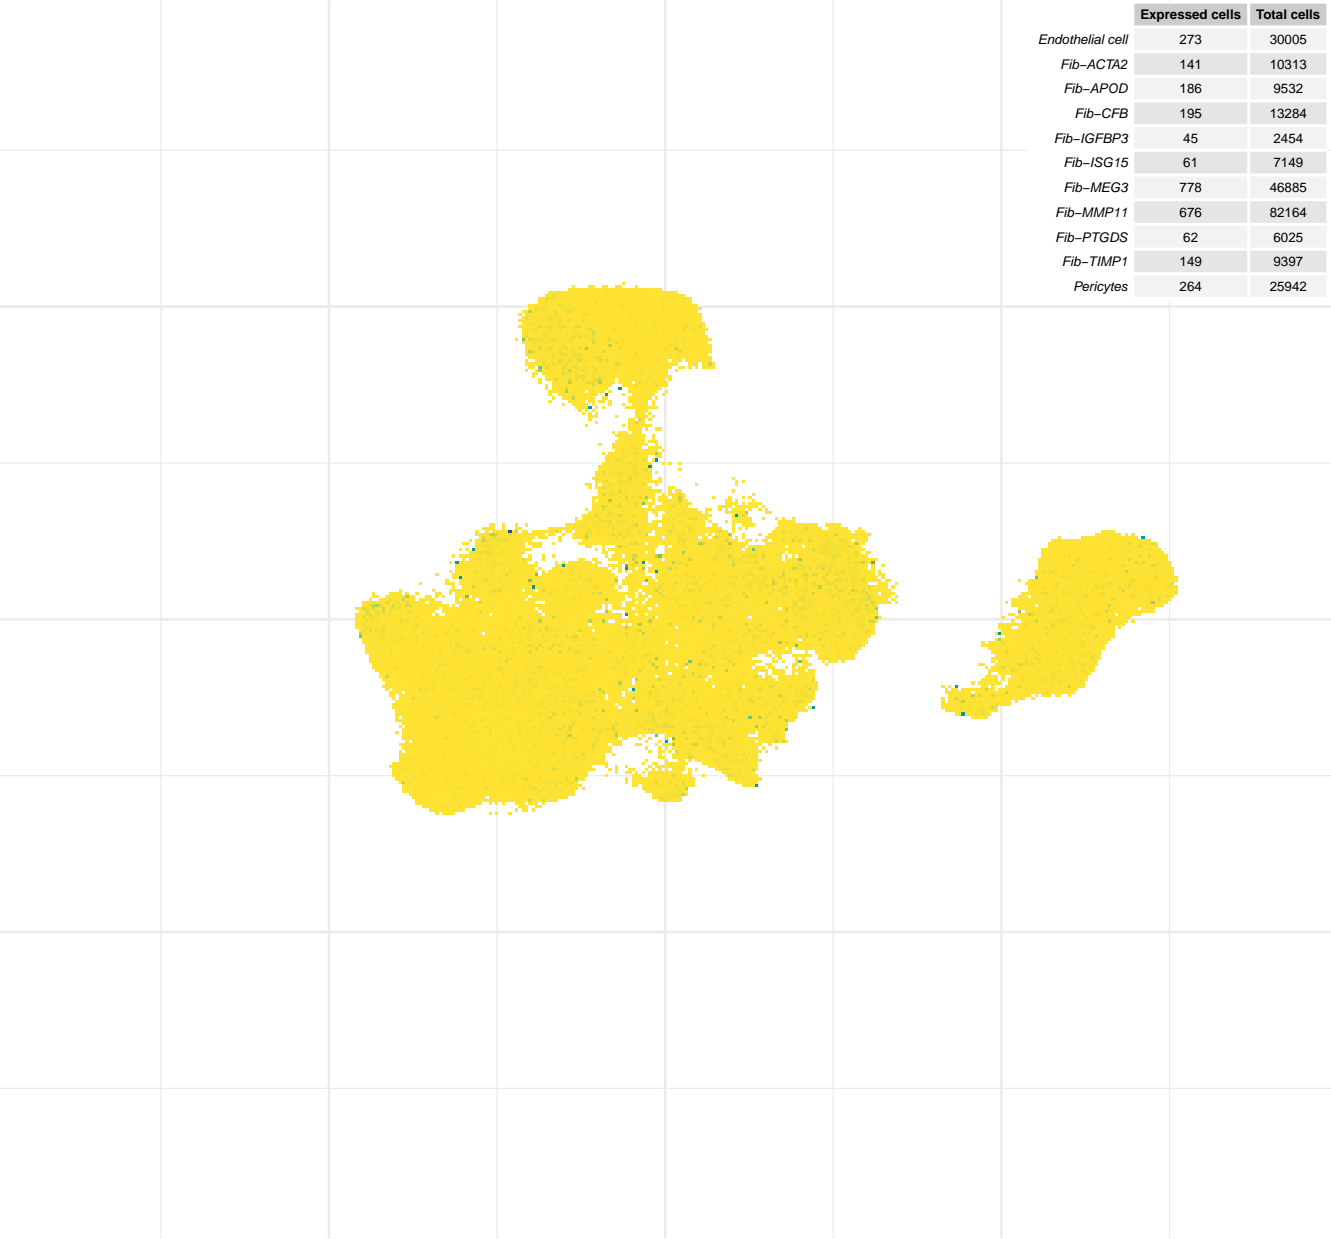 Expressed cells Total cells
Endothelial cell 273 30005
Fib−ACTA2 141 10313
Fib−APOD 186 9532
Fib−CFB 195 13284
Fib−IGFBP3 45 2454
Fib−ISG15 61 7149
Fib−MEG3 778 46885
Fib−MMP11 676 82164
Fib−PTGDS 62 6025
Fib−TIMP1 149 9397
Pericytes 264 25942